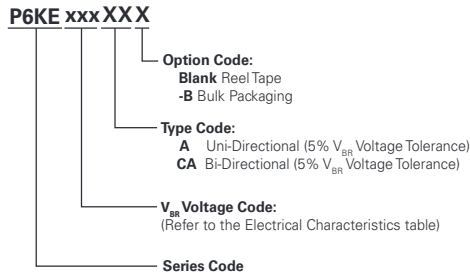 P6KE xxx XX X
Option Code:
Blank Reel Tape
-B Bulk Packaging
Type Code:
A Uni-Directional (5% VBR Voltage Tolerance)
CA Bi-Directional (5% VBR Voltage Tolerance)
VBR Voltage Code:
(Refer to the Electrical Characteristics table)
Series Code